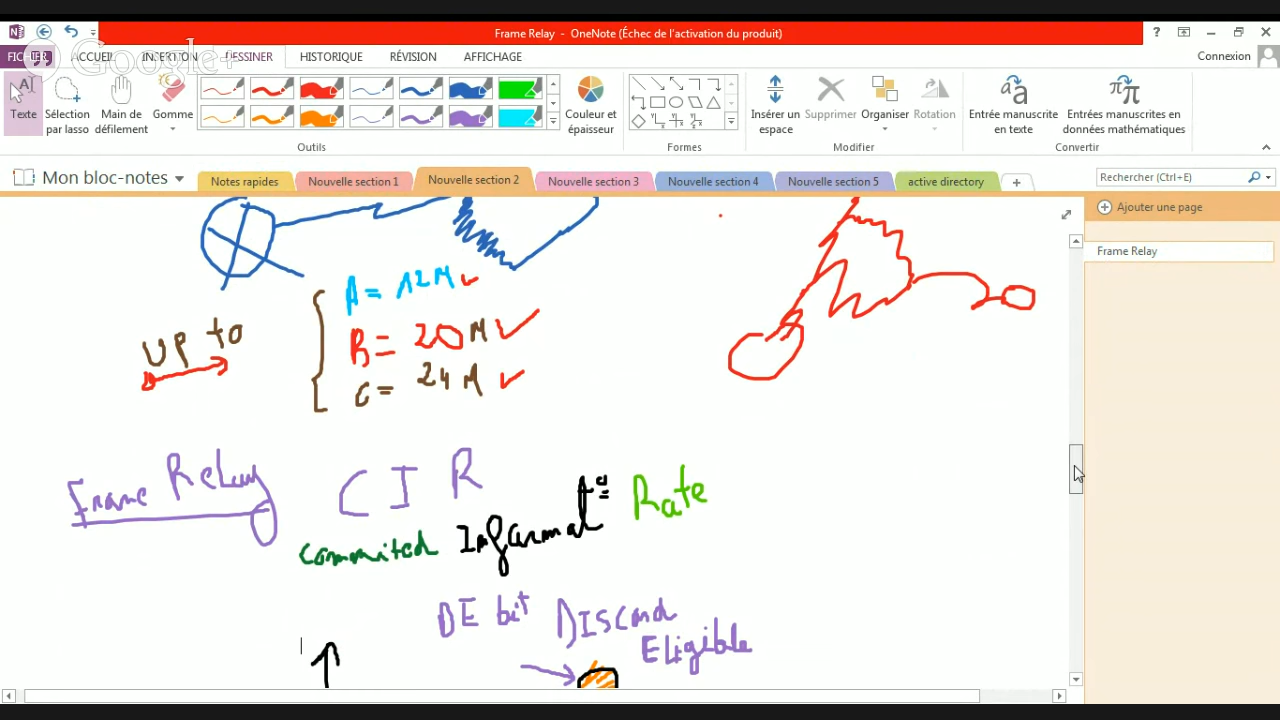 Frame Relay - OneNote (Échec de l'activation du produit)
Google+
FICHIER ACCUEIL INSERTION DESSINER HISTORIQUE RÉVISION AFFICHAGE Connexion
Texte
Sélection par lasso
Main de défilement
Gomme
Couleur et épaisseur
Insérer un espace
Supprimer
Organiser
Rotation
Entrée manuscrite en texte
Entrées manuscrites en données mathématiques
Outils Formes Modifier Convertir
Mon bloc-notes
Notes rapides Nouvelle section 1 Nouvelle section 2 Nouvelle section 3 Nouvelle section 4 Nouvelle section 5 active directory
Rechercher (Ctrl+E)
Ajouter une page
Frame Relay
A = 12M
UP to
B = 20M
C = 24M
Frame Relay CIR
Rate
commited
DE bit
Eligible